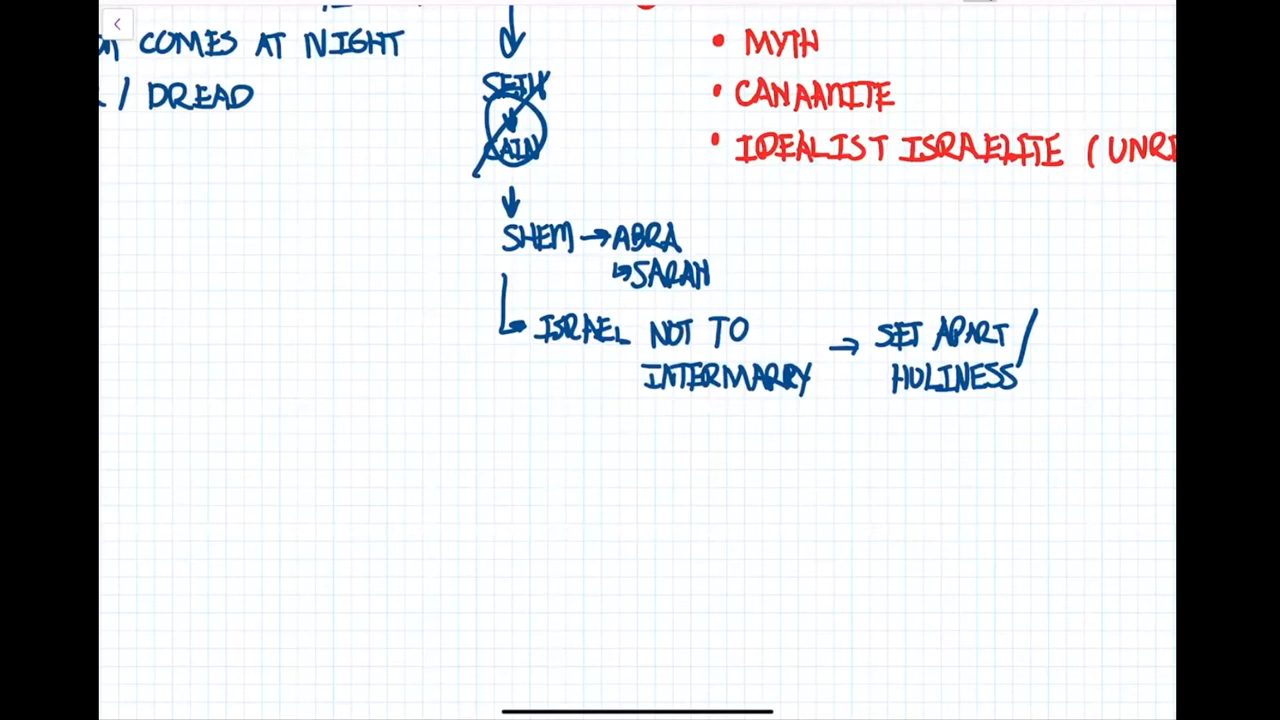 COMES AT NIGHT
/ DREAD
SETH
CAIN
SHEM → ABRA
↳ SARAH
ISRAEL NOT TO
INTERMARRY
→ SET APART /
HOLINESS
• MYTH
• CANAANITE
• IDEALIST ISRAELITE (